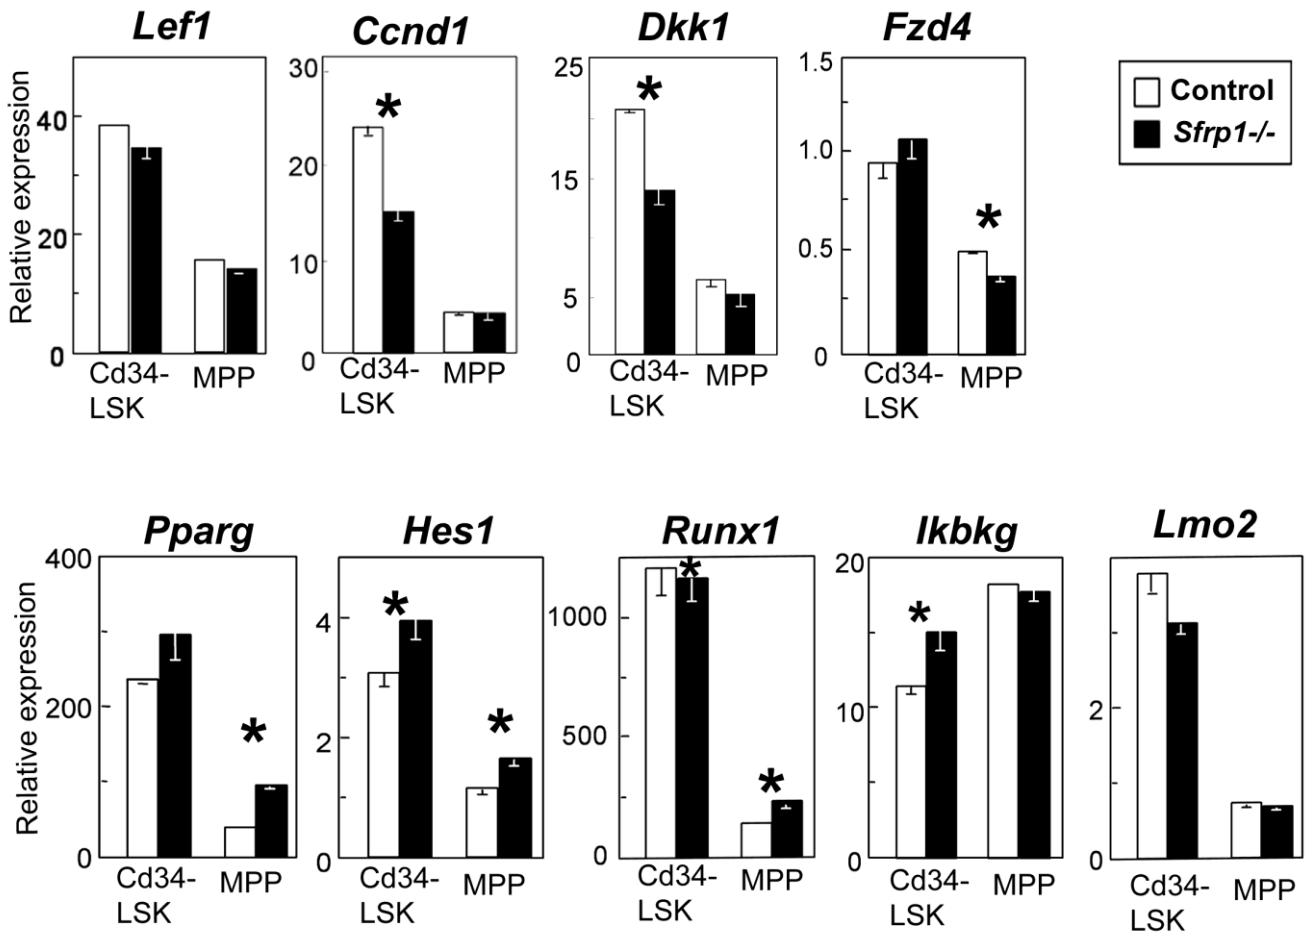 Lef1
Ccnd1
Dkk1
Fzd4
Relative expression
40
20
0
Cd34-
LSK
MPP
30
20
10
0
Cd34-
LSK
MPP
*
25
15
5
0
Cd34-
LSK
MPP
*
1.5
1.0
0.5
0
Cd34-
LSK
MPP
*
Control
Sfrp1-/-
Pparg
Hes1
Runx1
Ikbkg
Lmo2
Relative expression
400
200
0
Cd34-
LSK
MPP
*
4
2
0
Cd34-
LSK
MPP
*
*
1000
500
0
Cd34-
LSK
MPP
*
*
20
10
0
Cd34-
LSK
MPP
*
2
0
Cd34-
LSK
MPP